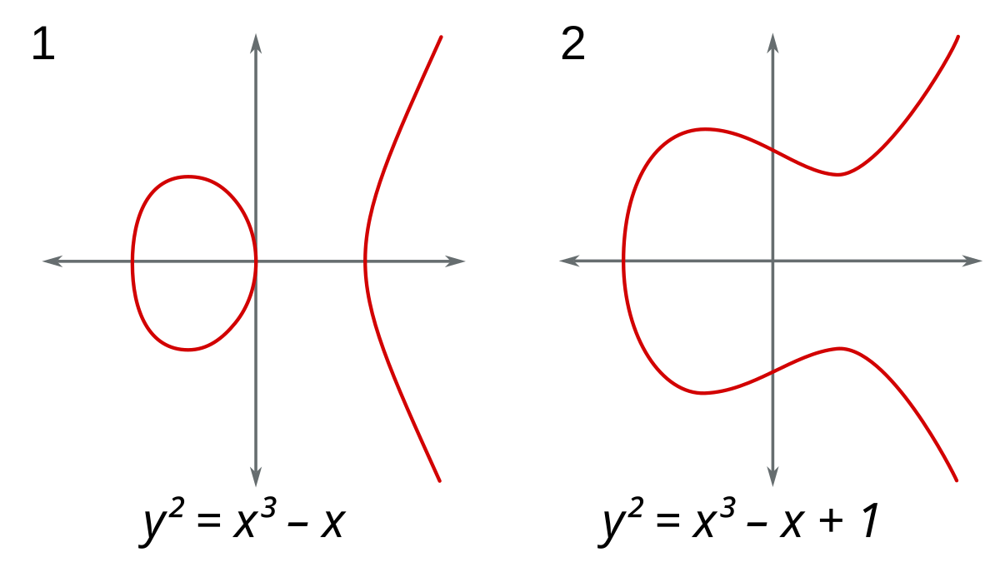 1
2
y² = x³ – x
y² = x³ – x + 1